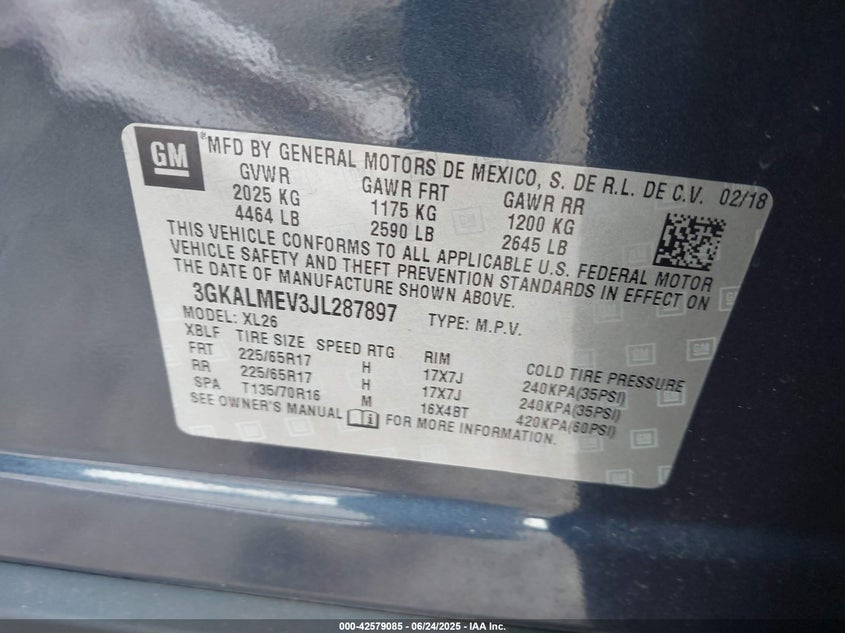 GM
®MFD BY GENERAL MOTORS DE MEXICO, S. DE R.L. DE C.V. 02/18
GVWR GAWR FRT GAWR RR
2025 KG 1175 KG 1200 KG
4464 LB 2590 LB 2645 LB
THIS VEHICLE CONFORMS TO ALL APPLICABLE U.S. FEDERAL MOTOR
VEHICLE SAFETY AND THEFT PREVENTION STANDARDS IN EFFECT ON
THE DATE OF MANUFACTURE SHOWN ABOVE.
3GKALMEV3JL287897 TYPE: M.P.V.
MODEL: XL26
XBLF TIRE SIZE SPEED RTG RIM COLD TIRE PRESSURE
FRT 225/65R17 H 17X7J 240KPA(35PSI)
RR 225/65R17 H 17X7J 240KPA(35PSI)
SPA T135/70R16 M 16X4BT 420KPA(60PSI)
SEE OWNER'S MANUAL FOR MORE INFORMATION.
000-42579085 - 06/24/2025 - IAA Inc.